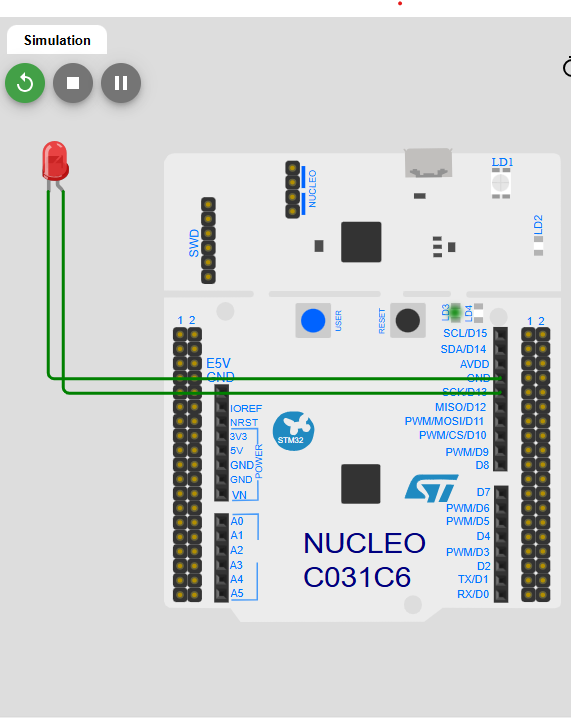 Simulation
LD1
NUCLEO
SWD
LD2
USER
RESET
LD3
LD4
1 2
1 2
SCL/D15
SDA/D14
AVDD
GND
SCK/D13
MISO/D12
PWM/MOSI/D11
PWM/CS/D10
PWM/D9
D8
E5V
GND
IOREF
NRST
3V3
5V
GND
GND
VN
POWER
STM32
D7
PWM/D6
PWM/D5
D4
PWM/D3
D2
TX/D1
RX/D0
A0
A1
A2
A3
A4
A5
NUCLEO
C031C6